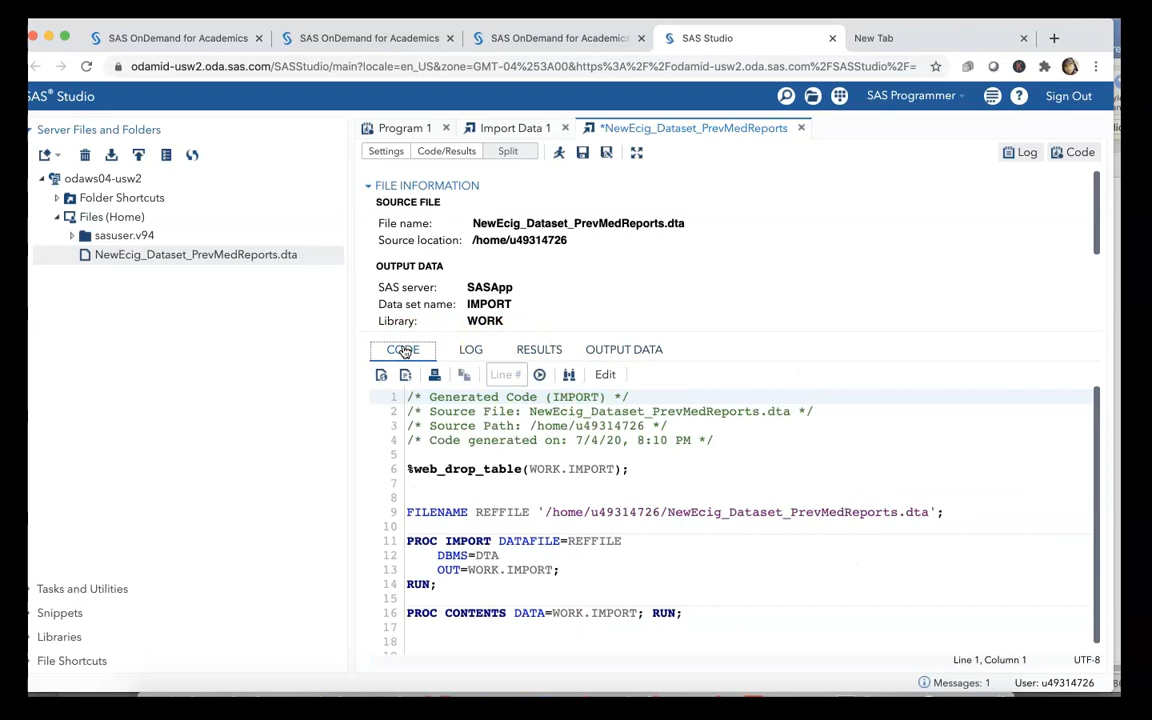 SAS OnDemand for Academics
SAS OnDemand for Academics
SAS OnDemand for Academics
SAS Studio
New Tab
odamid-usw2.oda.sas.com/SASStudio/main?locale=en_US&zone=GMT-04%253A00&https%3A%2F%2Fodamid-usw2.oda.sas.com%2FSASStudio%2F=
SAS® Studio
SAS Programmer
Sign Out
Server Files and Folders
odaws04-usw2
Folder Shortcuts
Files (Home)
sasuser.v94
NewEcig_Dataset_PrevMedReports.dta
Tasks and Utilities
Snippets
Libraries
File Shortcuts
Program 1
Import Data 1
*NewEcig_Dataset_PrevMedReports
Settings
Code/Results
Split
Log
Code
FILE INFORMATION
SOURCE FILE
File name: NewEcig_Dataset_PrevMedReports.dta
Source location: /home/u49314726
OUTPUT DATA
SAS server: SASApp
Data set name: IMPORT
Library: WORK
CODE
LOG
RESULTS
OUTPUT DATA
Line #
Edit
1 /* Generated Code (IMPORT) */
2 /* Source File: NewEcig_Dataset_PrevMedReports.dta */
3 /* Source Path: /home/u49314726 */
4 /* Code generated on: 7/4/20, 8:10 PM */
5
6 %web_drop_table(WORK.IMPORT);
7
8
9 FILENAME REFFILE '/home/u49314726/NewEcig_Dataset_PrevMedReports.dta';
10
11 PROC IMPORT DATAFILE=REFFILE
12 DBMS=DTA
13 OUT=WORK.IMPORT;
14 RUN;
15
16 PROC CONTENTS DATA=WORK.IMPORT; RUN;
17
18
Line 1, Column 1
UTF-8
Messages: 1
User: u49314726